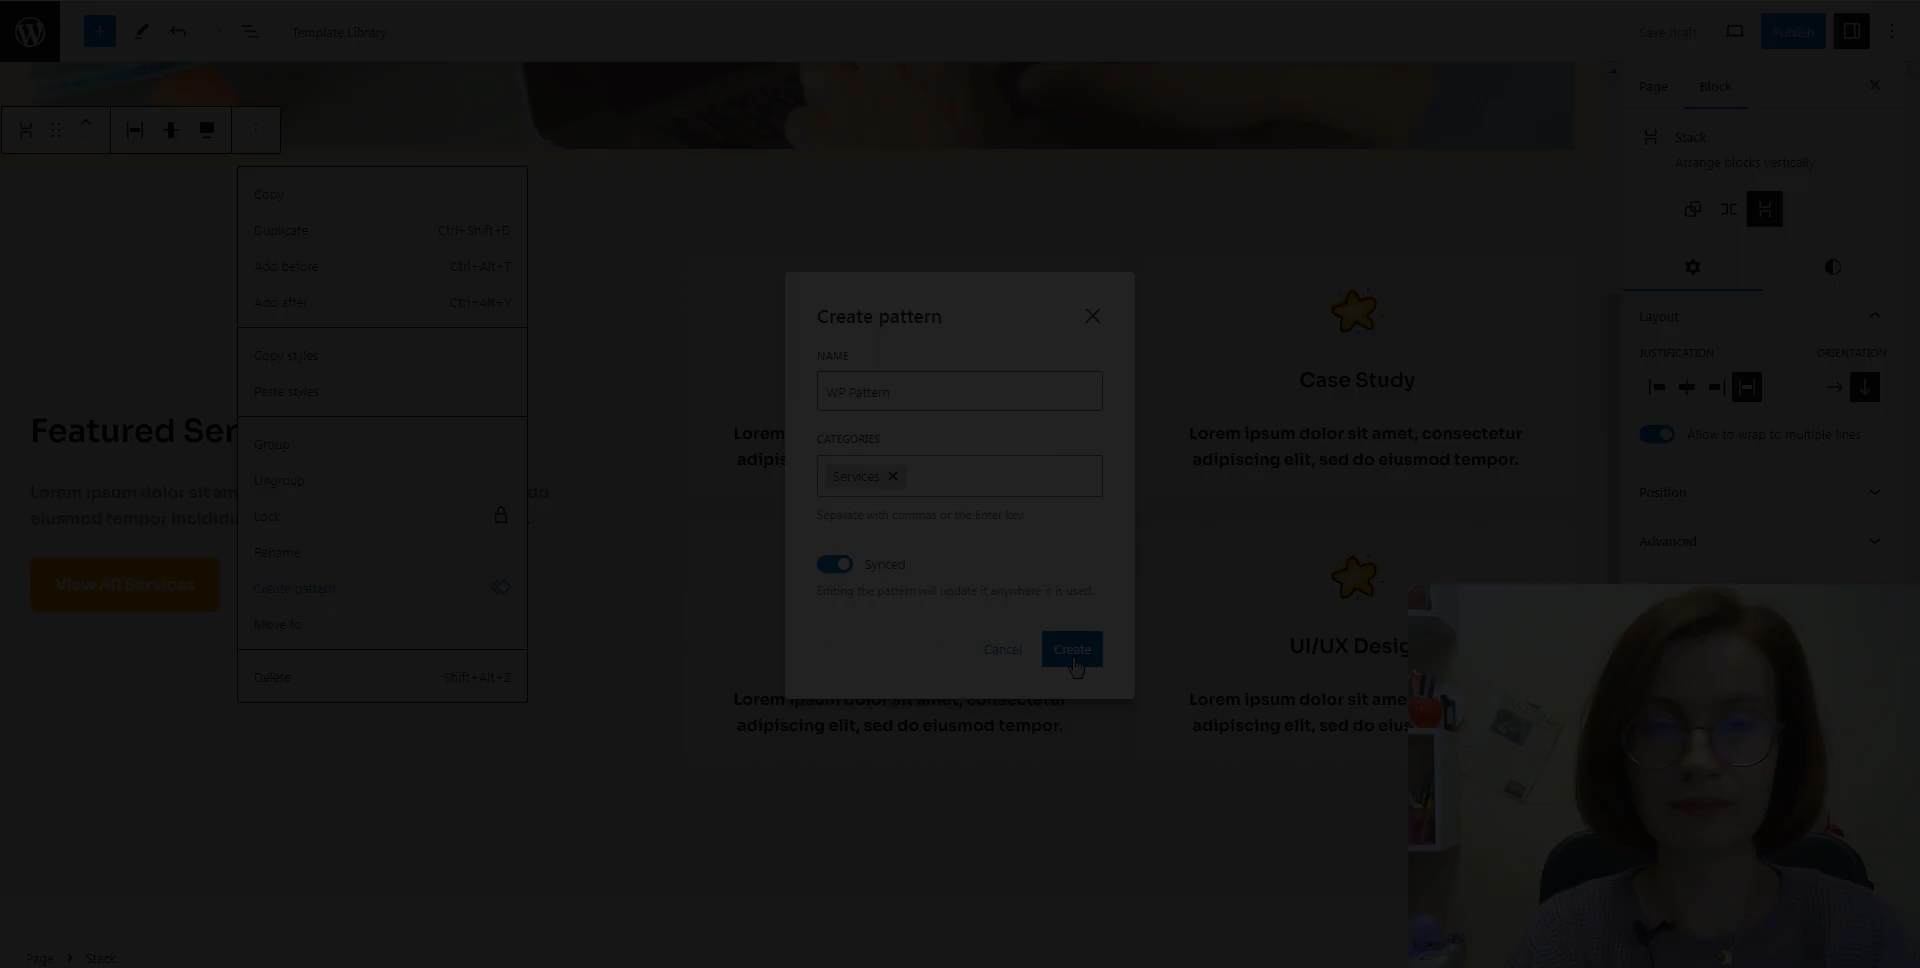 Template Library
Save draft
Publish
Page
Block
Stack
Arrange blocks vertically
Copy
Duplicate
Ctrl+Shift+D
Add before
Ctrl+Alt+T
Add after
Ctrl+Alt+Y
Copy styles
Paste styles
Group
Ungroup
Lock
Rename
Create pattern
Move to
Delete
Shift+Alt+Z
Featured Ser
Lorem ipsum dolor sit am
do
eiusmod tempor incididu
View All Services
Create pattern
NAME
WP Pattern
CATEGORIES
Services
Separate with commas or the Enter key.
Synced
Editing the pattern will update it anywhere it is used.
Cancel
Create
Lorem
adipis
Lorem ipsum dolor sit amet, consectetur
adipiscing elit, sed do eiusmod tempor.
Case Study
Lorem ipsum dolor sit amet, consectetur
adipiscing elit, sed do eiusmod tempor.
UI/UX Desig
Lorem ipsum dolor sit ame
adipiscing elit, sed do eius
Layout
JUSTIFICATION
ORIENTATION
Allow to wrap to multiple lines
Position
Advanced
Page
Stack